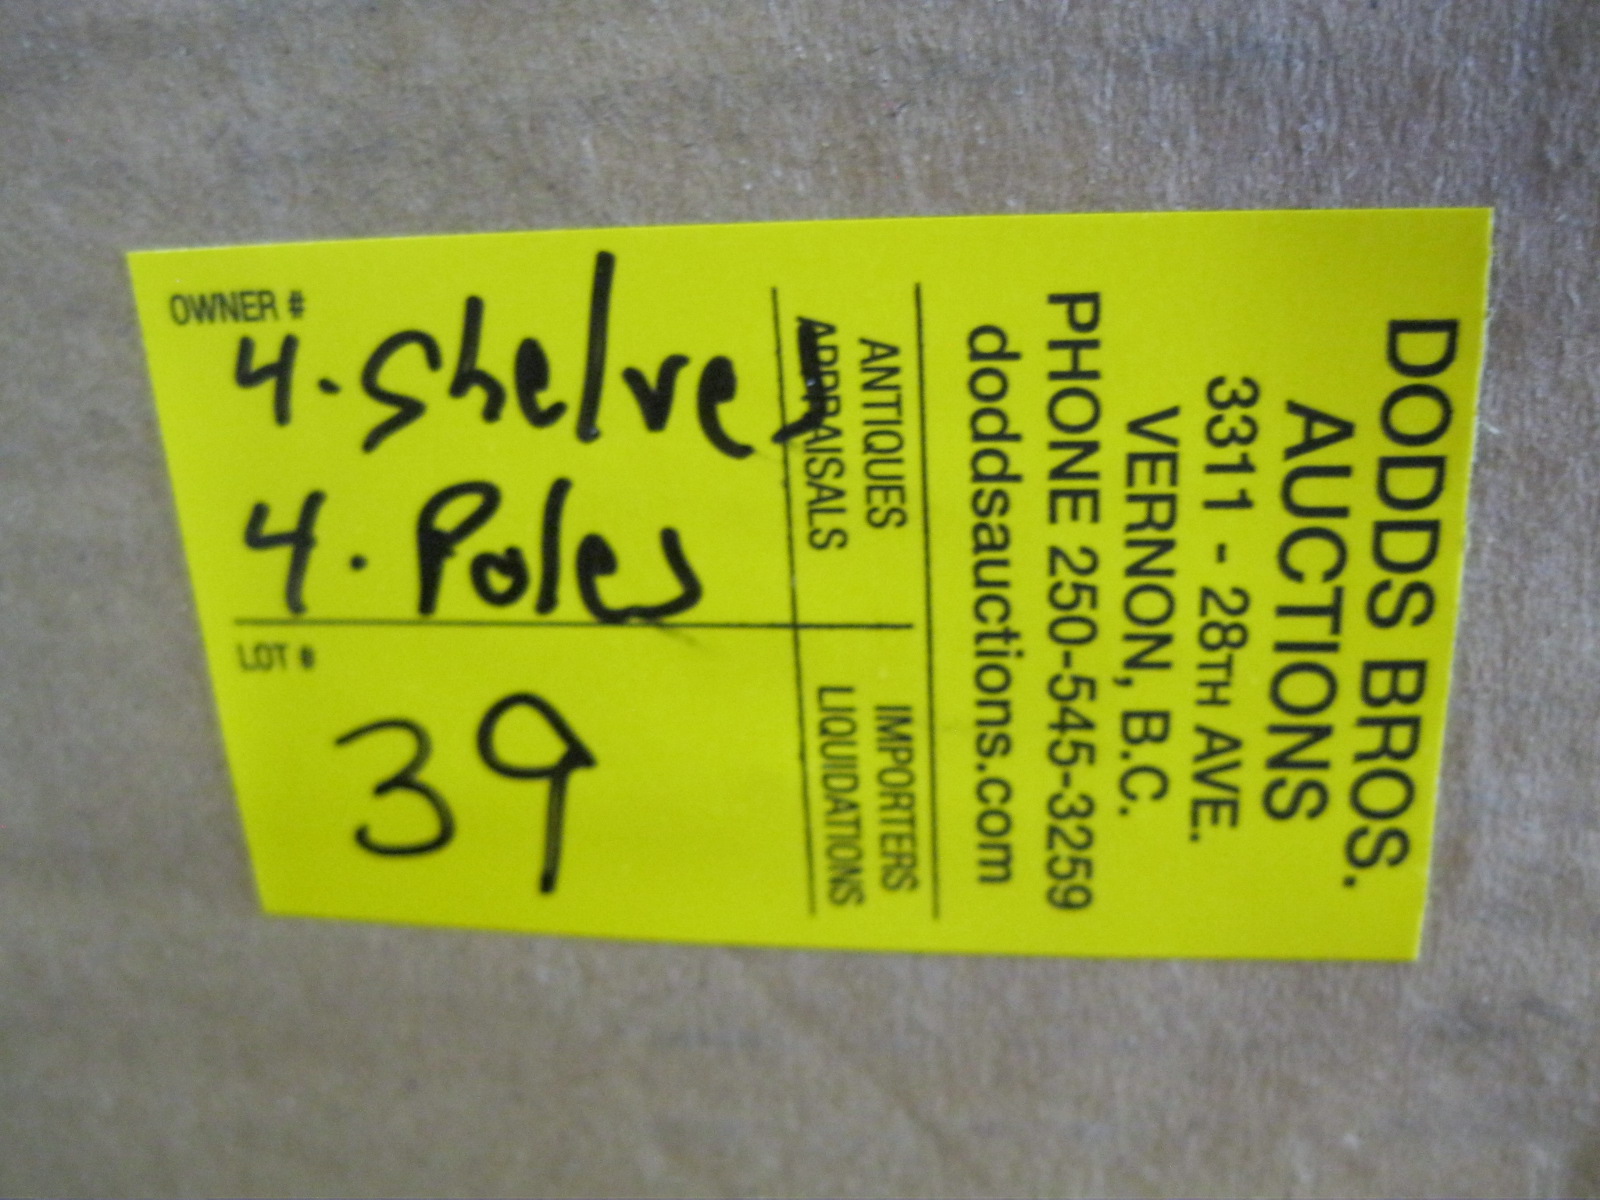 DODDS BROS.
AUCTIONS
3311 - 28TH AVE.
VERNON, B.C.
PHONE 250-545-3259
doddsauctions.com
ANTIQUES
APPRAISALS
IMPORTERS
LIQUIDATIONS
OWNER #
4. Shelves
4. Poles
LOT #
39